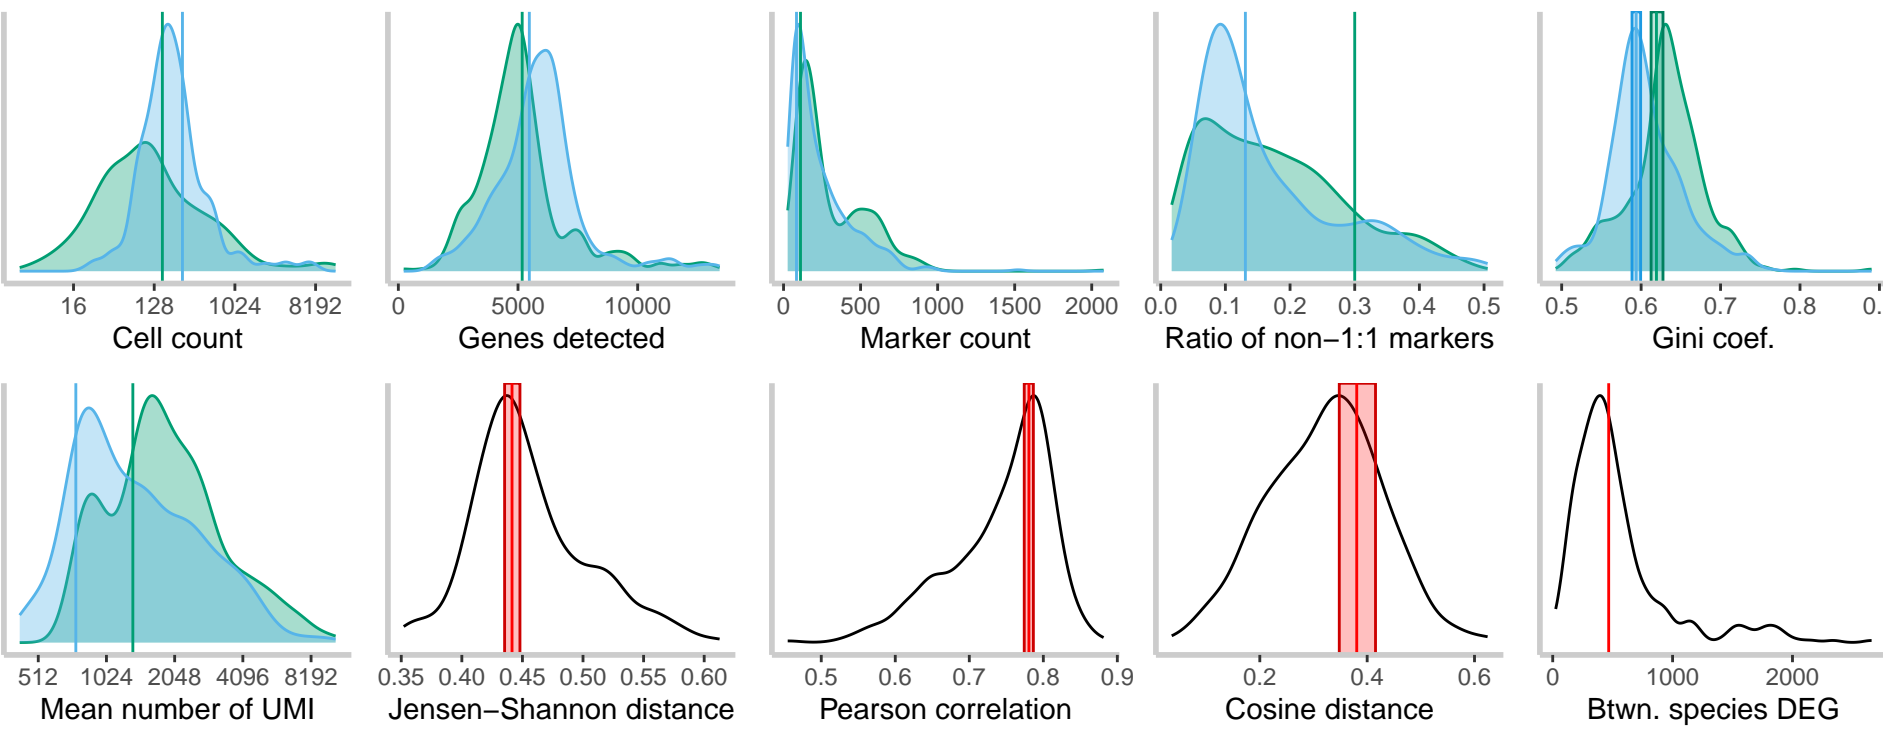 16 128 1024 8192
Cell count
0 5000 10000
Genes detected
0 500 1000 1500 2000
Marker count
0.0 0.1 0.2 0.3 0.4 0.5
Ratio of non−1:1 markers
0.5 0.6 0.7 0.8 0.
Gini coef.
512 1024 2048 4096 8192
Mean number of UMI
0.35 0.40 0.45 0.50 0.55 0.60
Jensen−Shannon distance
0.5 0.6 0.7 0.8 0.9
Pearson correlation
0.2 0.4 0.6
Cosine distance
0 1000 2000
Btwn. species DEG